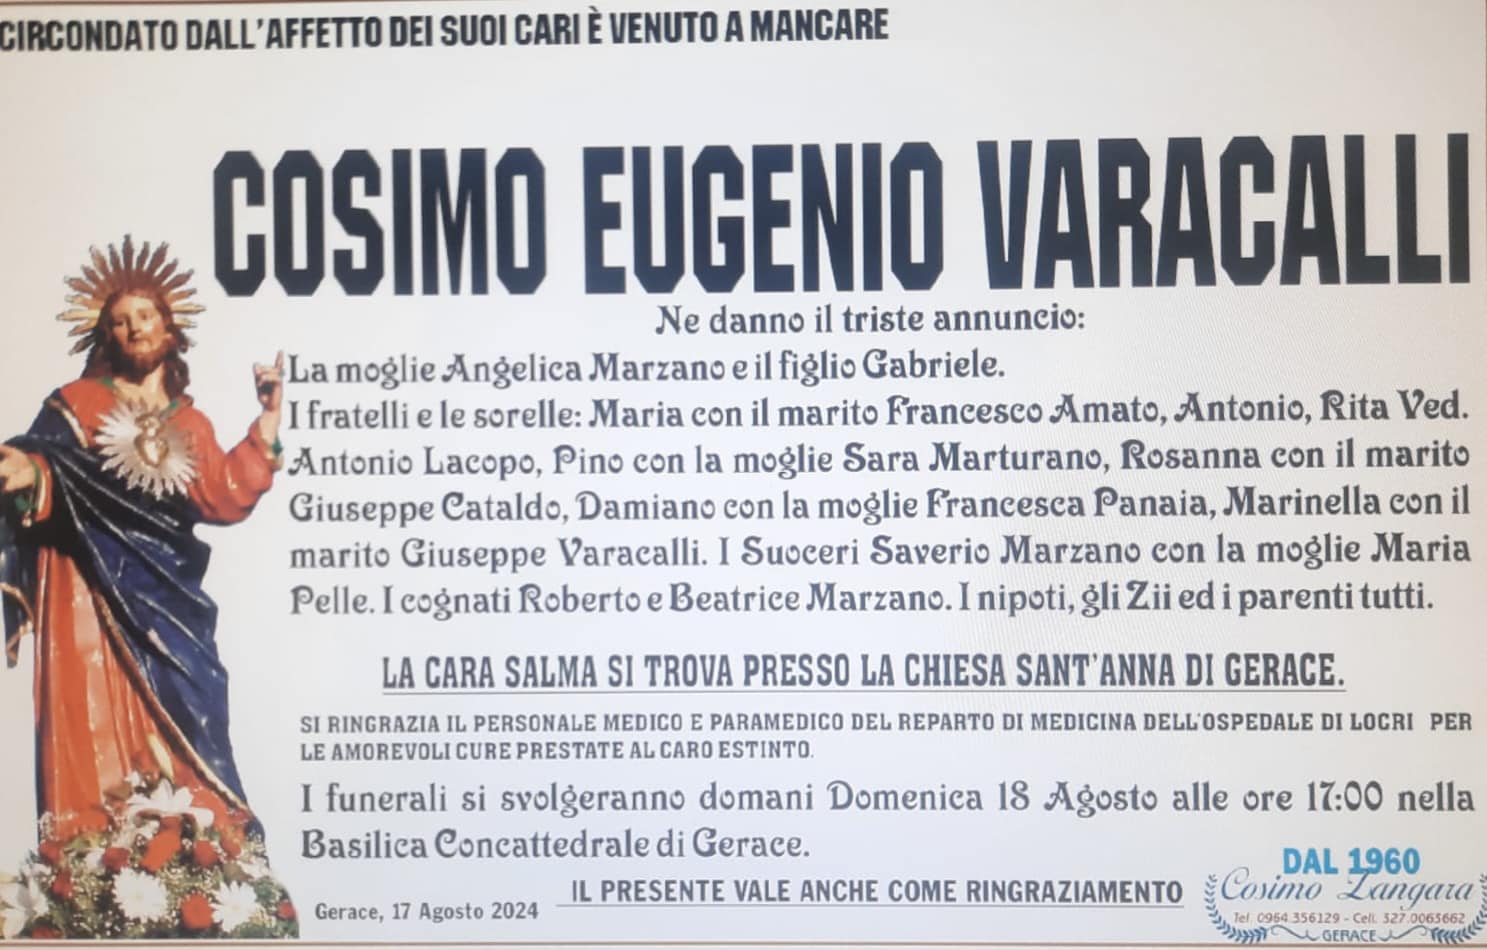 CIRCONDATO DALL'AFFETTO DEI SUOI CARI È VENUTO A MANCARE
COSIMO EUGENIO VARACALLI
Ne danno il triste annuncio:
La moglie Angelica Marzano e il figlio Gabriele.
I fratelli e le sorelle: Maria con il marito Francesco Amato, Antonio, Rita Ved.
Antonio Lacopo, Pino con la moglie Sara Marturano, Rosanna con il marito
Giuseppe Cataldo, Damiano con la moglie Francesca Panaia, Marinella con il
marito Giuseppe Varacalli. I Suoceri Saverio Marzano con la moglie Maria
Pelle. I cognati Roberto e Beatrice Marzano. I nipoti, gli Zii ed i parenti tutti.
LA CARA SALMA SI TROVA PRESSO LA CHIESA SANT'ANNA DI GERACE.
SI RINGRAZIA IL PERSONALE MEDICO E PARAMEDICO DEL REPARTO DI MEDICINA DELL'OSPEDALE DI LOCRI PER
LE AMOREVOLI CURE PRESTATE AL CARO ESTINTO.
I funerali si svolgeranno domani Domenica 18 Agosto alle ore 17:00 nella
Basilica Concattedrale di Gerace.
IL PRESENTE VALE ANCHE COME RINGRAZIAMENTO
Gerace, 17 Agosto 2024
DAL 1960
Cosimo Zangara
Tel. 0964.356129 - Cell. 327.0063662
GERACE